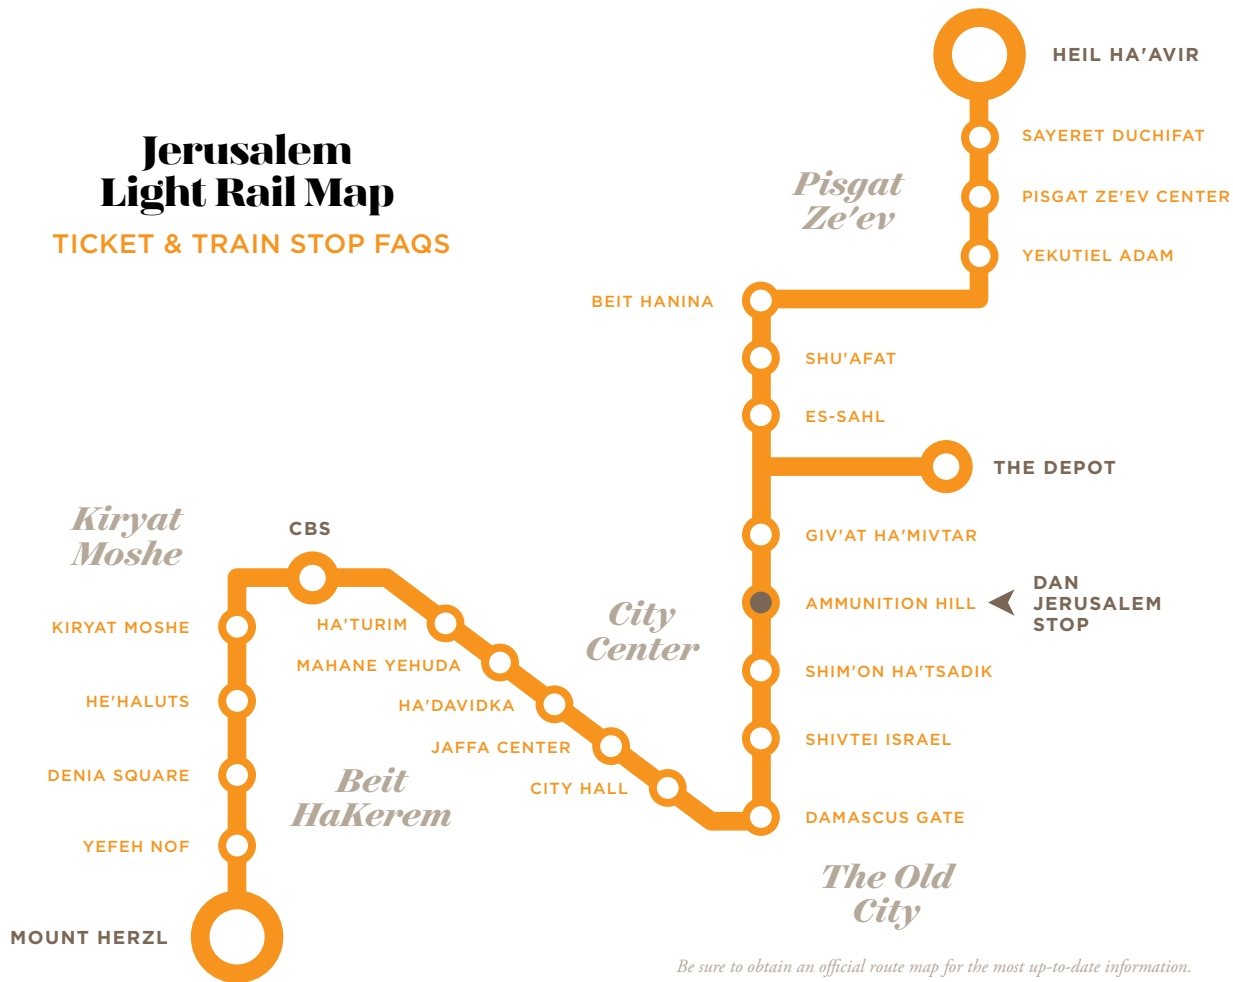 HEIL HA'AVIR
SAYERET DUCHIFAT
Jerusalem
Light Rail Map
TICKET & TRAIN STOP FAQS
Pisgat
Ze'ev
PISGAT ZE'EV CENTER
YEKUTIEL ADAM
BEIT HANINA
SHU'AFAT
ES-SAHL
THE DEPOT
Kiryat
Moshe
CBS
GIV'AT HA'MIVTAR
AMMUNITION HILL
DAN
JERUSALEM
STOP
City
Center
KIRYAT MOSHE
HA'TURIM
MAHANE YEHUDA
SHIM'ON HA'TSADIK
HE'HALUTS
HA'DAVIDKA
JAFFA CENTER
SHIVTEI ISRAEL
DENIA SQUARE
Beit
HaKerem
CITY HALL
DAMASCUS GATE
YEFEH NOF
The Old
City
MOUNT HERZL
Be sure to obtain an official route map for the most up-to-date information.